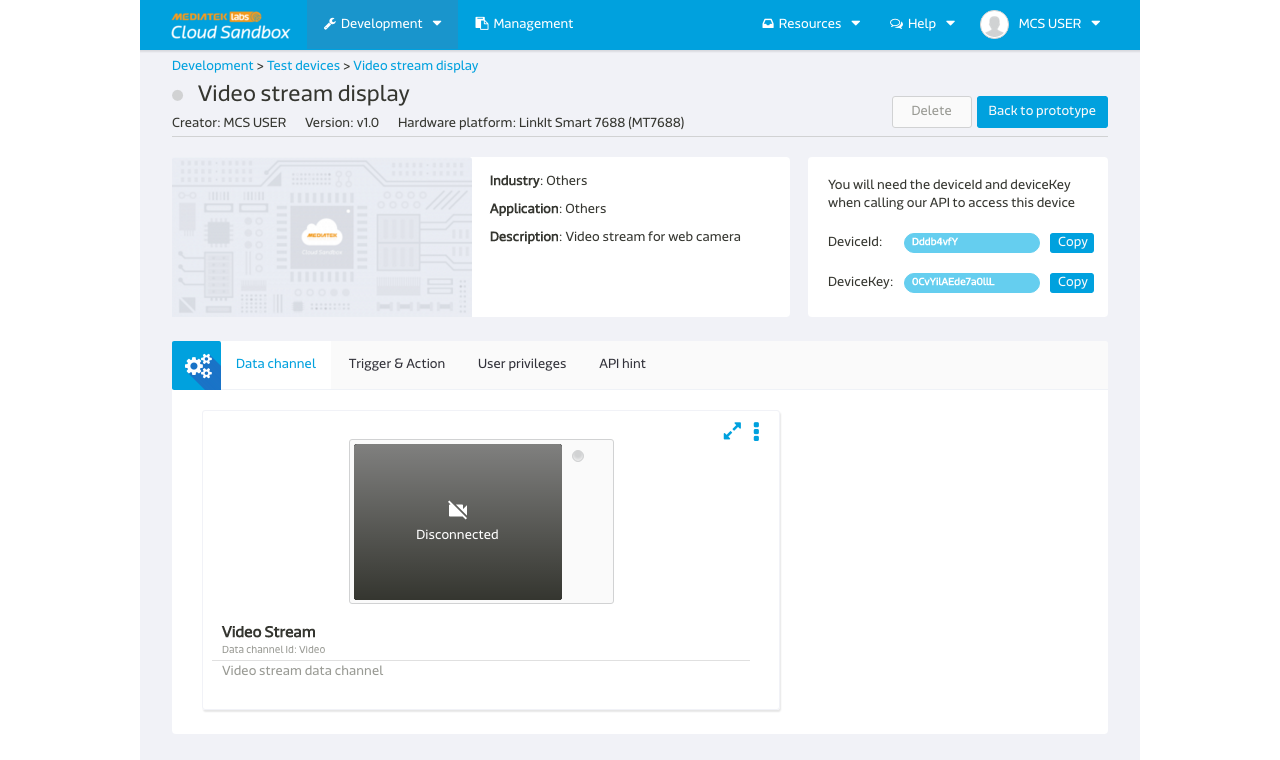 MEDIATEK labs
Cloud Sandbox
Development
Management
Resources
Help
MCS USER
Development > Test devices > Video stream display
Video stream display
Creator: MCS USER Version: v1.0 Hardware platform: LinkIt Smart 7688 (MT7688)
Delete
Back to prototype
MEDIATEK
Cloud Sandbox
Industry: Others
Application: Others
Description: Video stream for web camera
You will need the deviceId and deviceKey
when calling our API to access this device
DeviceId: Dddb4vfY Copy
DeviceKey: 0CvYilAEde7a0llL Copy
Data channel
Trigger & Action
User privileges
API hint
Disconnected
Video Stream
Data channel Id: Video
Video stream data channel